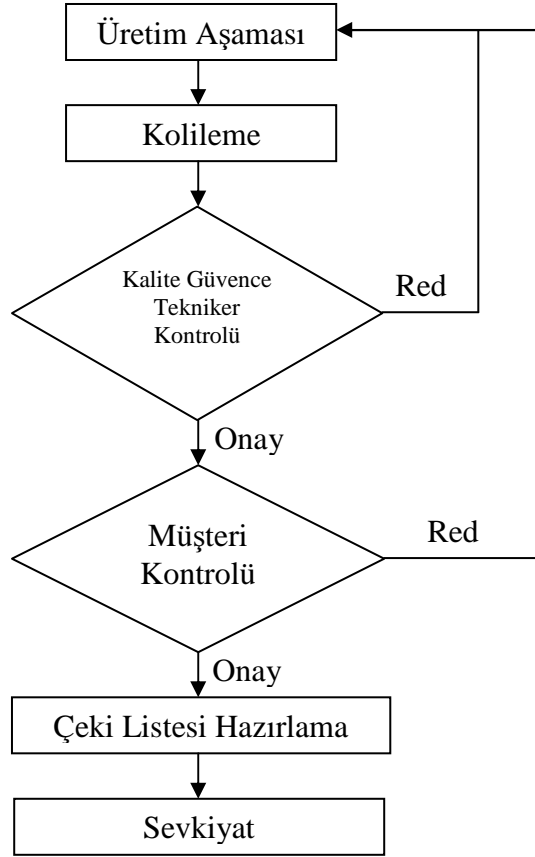 Üretim Aşaması
Kolileme
Kalite Güvence
Tekniker
Kontrolü
Red
Onay
Müşteri
Kontrolü
Red
Onay
Çeki Listesi Hazırlama
Sevkiyat